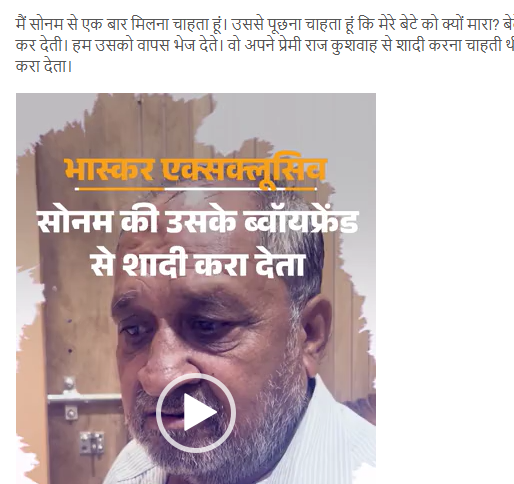 मैं सोनम से एक बार मिलना चाहता हूं। उससे पूछना चाहता हूं कि मेरे बेटे को क्यों मारा?
कर देती। हम उसको वापस भेज देते। वो अपने प्रेमी राज कुशवाह से शादी करना चाहती
करा देता।
भास्कर एक्सक्लूसिव
सोनम की उसके ब्वॉयफ्रेंड
से शादी करा देता